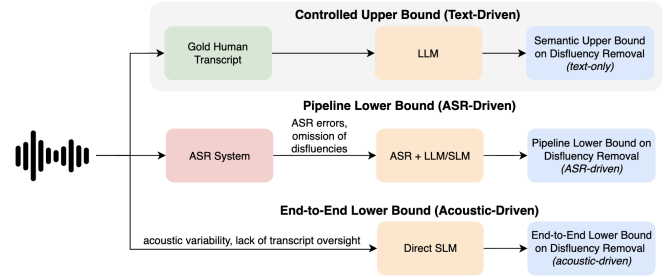 Controlled Upper Bound (Text-Driven)
Gold Human
Transcript
LLM
Semantic Upper Bound
on Disfluency Removal
(text-only)
Pipeline Lower Bound (ASR-Driven)
ASR System
ASR errors,
omission of
disfluencies
ASR + LLM/SLM
Pipeline Lower Bound on
Disfluency Removal
(ASR-driven)
End-to-End Lower Bound (Acoustic-Driven)
acoustic variability, lack of transcript oversight
Direct SLM
End-to-End Lower Bound
on Disfluency Removal
(acoustic-driven)